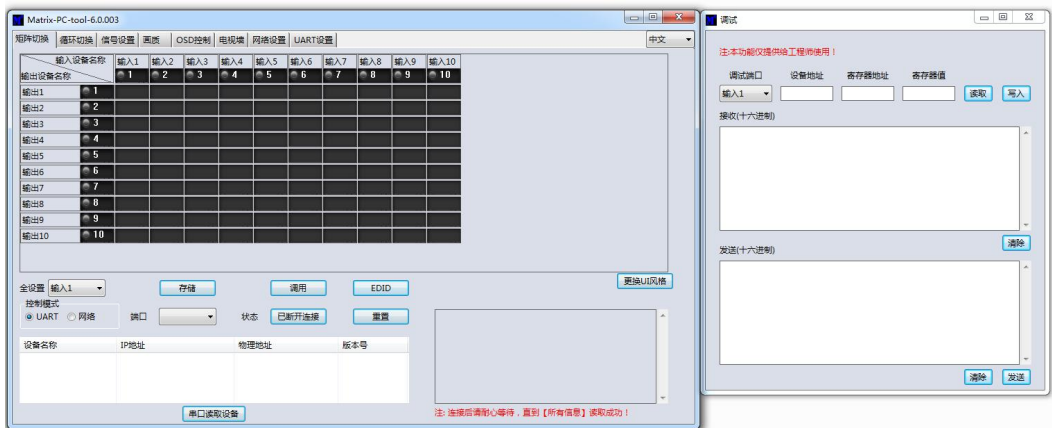 Matrix-PC-tool-6.0.003
矩阵切换 循环切换 信号设置 画质 OSD控制 电视墙 网络设置 UART设置 中文
输入设备名称 输入1 输入2 输入3 输入4 输入5 输入6 输入7 输入8 输入9 输入10
输出设备名称 1 2 3 4 5 6 7 8 9 10
输出1 1
输出2 2
输出3 3
输出4 4
输出5 5
输出6 6
输出7 7
输出8 8
输出9 9
输出10 10
更换UI风格
全设置 输入1 存储 调用 EDID
控制模式
UART 网络 端口 状态 已断开连接 重置
设备名称 IP地址 物理地址 版本号
串口读取设备
注: 连接后请耐心等待，直到【所有信息】读取成功！
调试
注:本功能仅提供给工程师使用！
调试端口 设备地址 寄存器地址 寄存器值
输入1 读取 写入
接收(十六进制)
清除
发送(十六进制)
清除 发送